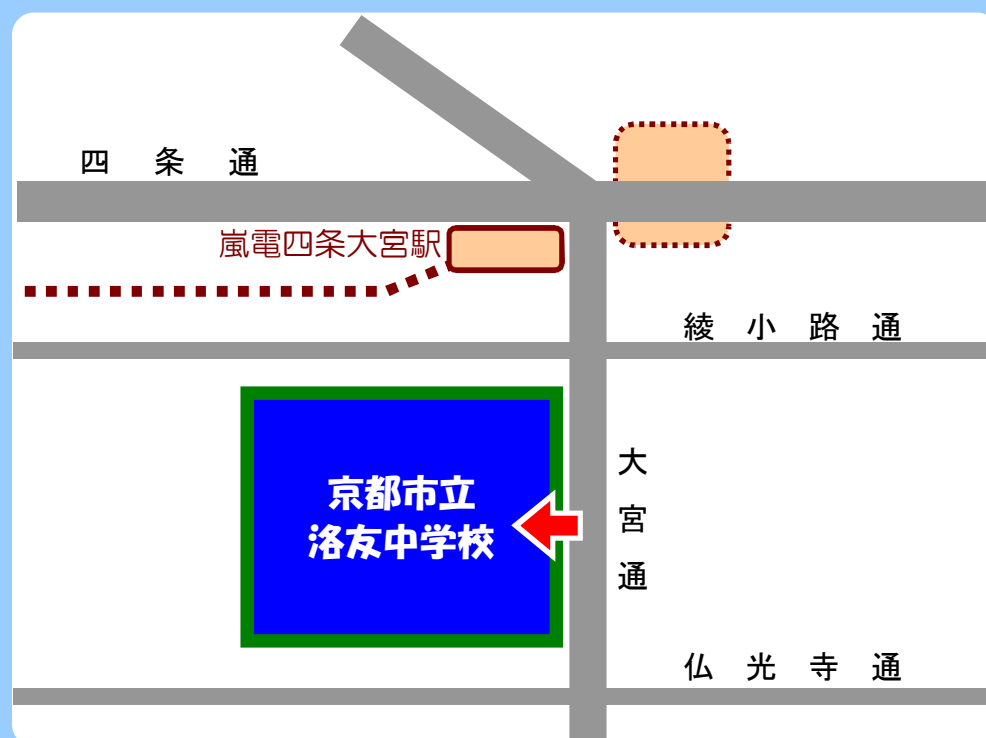 四条通
嵐電四条大宮駅
綾小路通
京都市立
洛友中学校
大宮通
仏光寺通